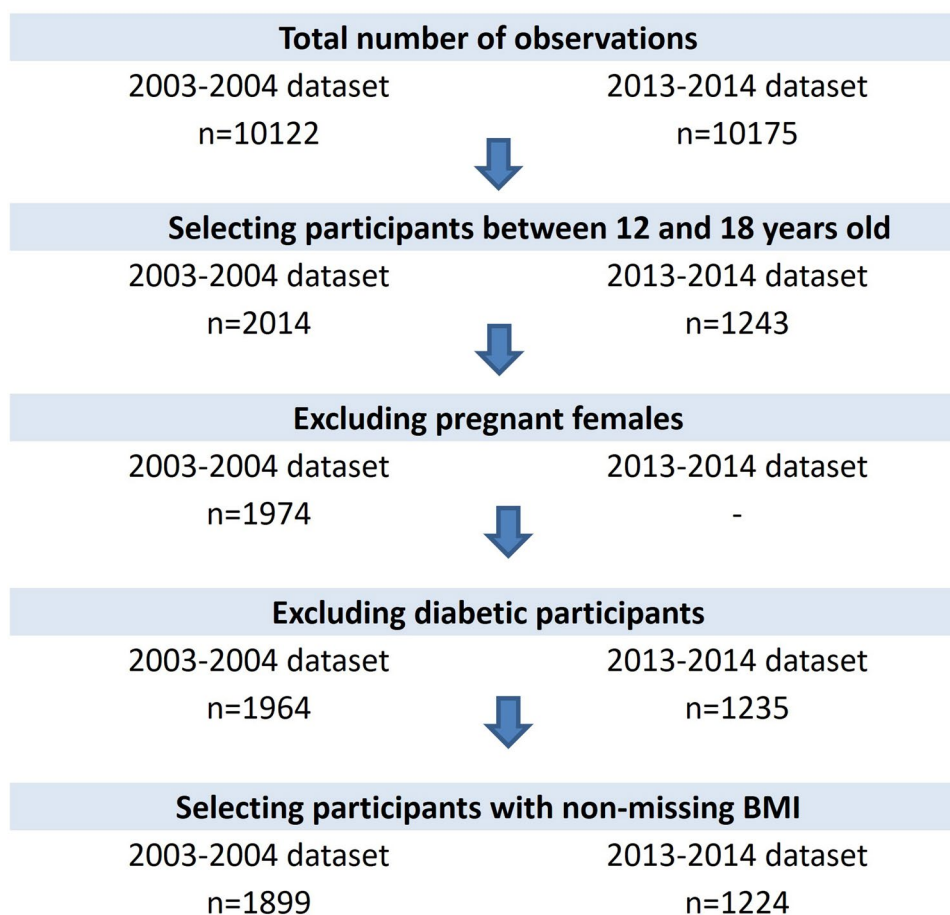 Total number of observations
2003-2004 dataset 2013-2014 dataset
n=10122 n=10175
Selecting participants between 12 and 18 years old
2003-2004 dataset 2013-2014 dataset
n=2014 n=1243
Excluding pregnant females
2003-2004 dataset 2013-2014 dataset
n=1974 -
Excluding diabetic participants
2003-2004 dataset 2013-2014 dataset
n=1964 n=1235
Selecting participants with non-missing BMI
2003-2004 dataset 2013-2014 dataset
n=1899 n=1224